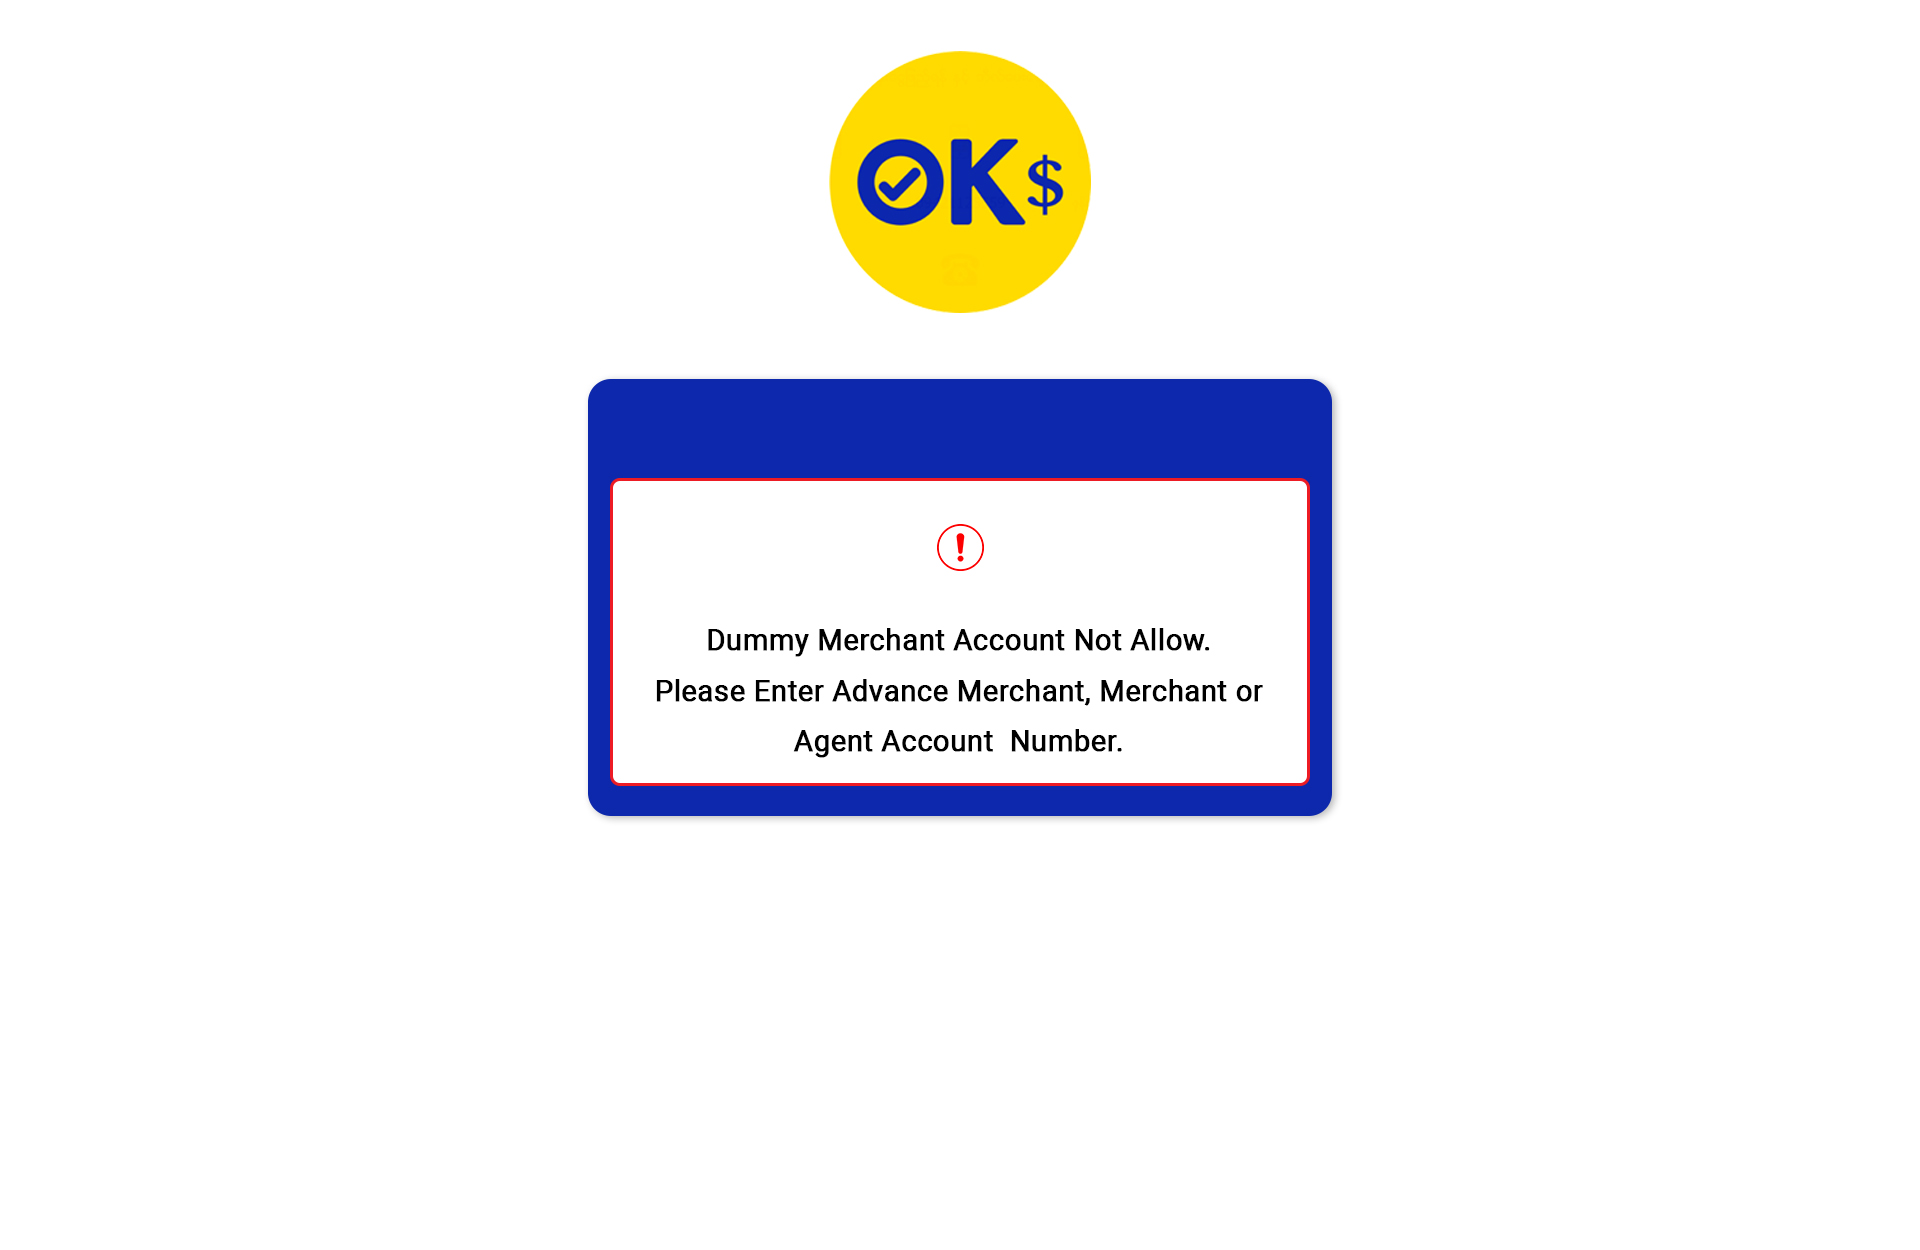 OK$
Dummy Merchant Account Not Allow.
Please Enter Advance Merchant, Merchant or
Agent Account  Number.